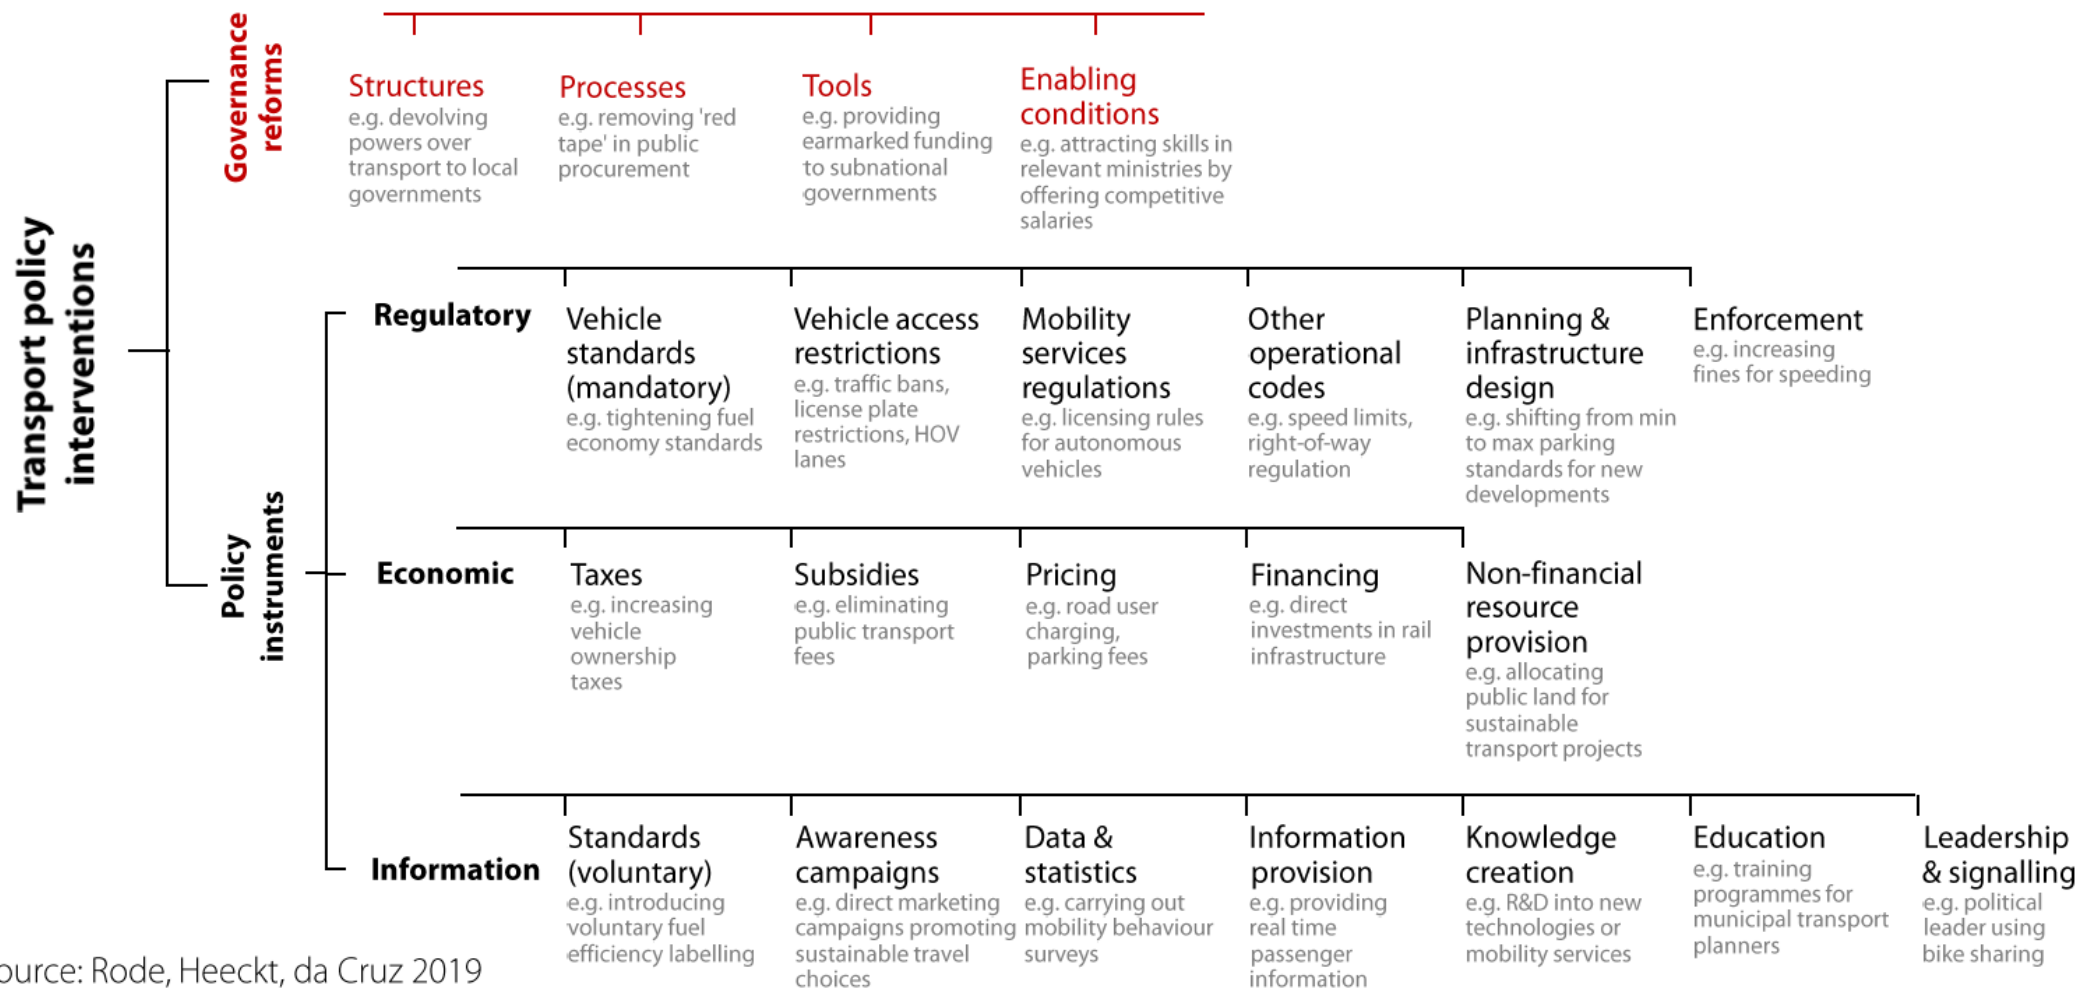 Transport policy
interventions
Governance
reforms
Structures
e.g. devolving
powers over
transport to local
governments
Processes
e.g. removing 'red
tape' in public
procurement
Tools
e.g. providing
earmarked funding
to subnational
governments
Enabling
conditions
e.g. attracting skills in
relevant ministries by
offering competitive
salaries
Policy
instruments
Regulatory
Vehicle
standards
(mandatory)
e.g. tightening fuel
economy standards
Vehicle access
restrictions
e.g. traffic bans,
license plate
restrictions, HOV
lanes
Mobility
services
regulations
e.g. licensing rules
for autonomous
vehicles
Other
operational
codes
e.g. speed limits,
right-of-way
regulation
Planning &
infrastructure
design
e.g. shifting from min
to max parking
standards for new
developments
Enforcement
e.g. increasing
fines for speeding
Economic
Taxes
e.g. increasing
vehicle
ownership
taxes
Subsidies
e.g. eliminating
public transport
fees
Pricing
e.g. road user
charging,
parking fees
Financing
e.g. direct
investments in rail
infrastructure
Non-financial
resource
provision
e.g. allocating
public land for
sustainable
transport projects
Information
Standards
(voluntary)
e.g. introducing
voluntary fuel
efficiency labelling
Awareness
campaigns
e.g. direct marketing
campaigns promoting
sustainable travel
choices
Data &
statistics
e.g. carrying out
mobility behaviour
surveys
Information
provision
e.g. providing
real time
passenger
information
Knowledge
creation
e.g. R&D into new
technologies or
mobility services
Education
e.g. training
programmes for
municipal transport
planners
Leadership
& signalling
e.g. political
leader using
bike sharing
ource: Rode, Heeckt, da Cruz 2019